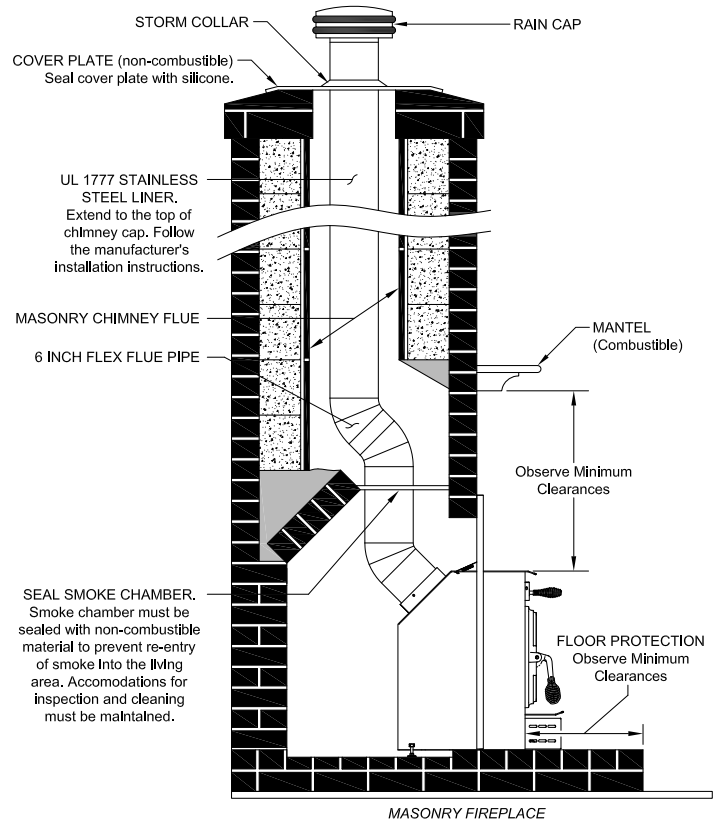 STORM COLLAR
RAIN CAP
COVER PLATE (non-combustible)
Seal cover plate with silicone.
UL 1777 STAINLESS
STEEL LINER.
Extend to the top of
chimney cap. Follow
the manufacturer's
installation instructions.
MASONRY CHIMNEY FLUE
MANTEL
(Combustible)
6 INCH FLEX FLUE PIPE
Observe Minimum
Clearances
SEAL SMOKE CHAMBER.
Smoke chamber must be
sealed with non-combustible
material to prevent re-entry
of smoke into the living
area. Accomodations for
inspection and cleaning
must be maintained.
FLOOR PROTECTION
Observe Minimum
Clearances
MASONRY FIREPLACE